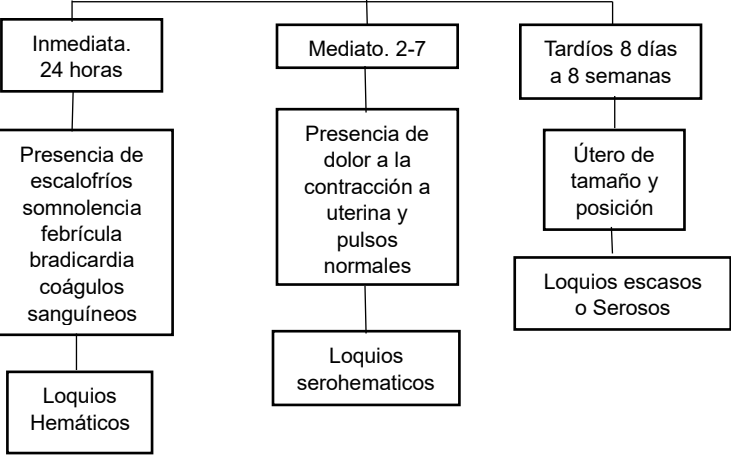 Inmediata.
24 horas
Presencia de
escalofríos
somnolencia
febrícula
bradicardia
coágulos
sanguíneos
Loquios
Hemáticos
Mediato. 2-7
Presencia de
dolor a la
contracción a
uterina y
pulsos
normales
Loquios
serohematicos
Tardíos 8 días
a 8 semanas
Útero de
tamaño y
posición
Loquios escasos
o Serosos